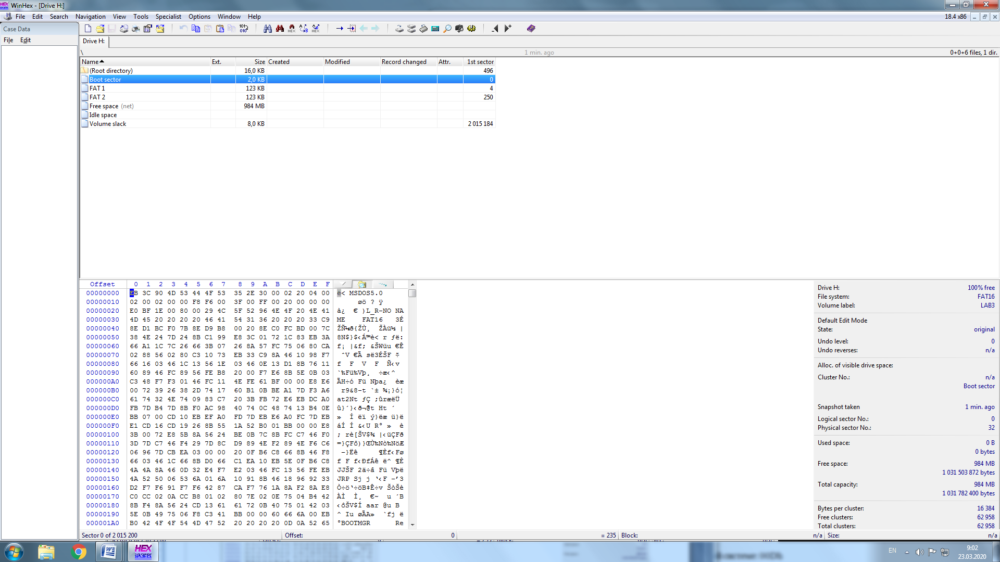 WinHex - [Drive H:]
File Edit Search Navigation View Tools Specialist Options Window Help 18.4 x86
Case Data
File Edit
Drive H:
\ 1 min. ago 0+0+6 files, 1 dir.
Name Ext. Size Created Modified Record changed Attr. 1st sector
(Root directory) 16,0 KB 496
Boot sector 2,0 KB 0
FAT 1 123 KB 4
FAT 2 123 KB 250
Free space (net) 984 MB
Idle space
Volume slack 8,0 KB 2 015 184
Offset 0 1 2 3 4 5 6 7 8 9 A B C D E F
00000000 EB 3C 90 4D 53 44 4F 53 35 2E 30 00 02 20 04 00 ë< MSDOS5.0
00000010 02 00 02 00 00 F8 F6 00 3F 00 FF 00 20 00 00 00 øö ? ÿ
00000020 E0 BF 1E 00 80 00 29 4C 5F 52 96 4E 4F 20 4E 41 à¿ € )L_R–NO NA
00000030 4D 45 20 20 20 20 46 41 54 31 36 20 20 20 33 C9 ME FAT16 3É
00000040 8E D1 BC F0 7B 8E D9 B8 00 20 8E C0 FC BD 00 7C ŽÑ¼ð{ŽÙ¸ ŽÀü½ |
00000050 38 4E 24 7D 24 8B C1 99 E8 3C 01 72 1C 83 EB 3A 8N$}$‹Á™è< r ƒë:
00000060 66 A1 1C 7C 26 66 3B 07 26 8A 57 FC 75 06 80 CA f¡ |&f; &ŠWüu €Ê
00000070 02 88 56 02 80 C3 10 73 EB 33 C9 8A 46 10 98 F7 ˆV €Ã së3ÉŠF ˜÷
00000080 66 16 03 46 1C 13 56 1E 03 46 0E 13 D1 8B 76 11 f F V F Ñ‹v
00000090 60 89 46 FC 89 56 FE B8 20 00 F7 E6 8B 5E 0B 03 `‰Fü‰Vþ¸ ÷æ‹^
000000A0 C3 48 F7 F3 01 46 FC 11 4E FE 61 BF 00 00 E8 E6 ÃH÷ó Fü Nþa¿ èæ
000000B0 00 72 39 26 38 2D 74 17 60 B1 0B BE A1 7D F3 A6 r9&8-t `± ¾¡}ó¦
000000C0 61 74 32 4E 74 09 83 C7 20 3B FB 72 E6 EB DC A0 at2Nt ƒÇ ;ûræëÜ
000000D0 FB 7D B4 7D 8B F0 AC 98 40 74 0C 48 74 13 B4 0E û}´}‹ð¬˜@t Ht ´
000000E0 BB 07 00 CD 10 EB EF A0 FD 7D EB E6 A0 FC 7D EB » Í ëï ý}ëæ ü}ë
000000F0 E1 CD 16 CD 19 26 8B 55 1A 52 B0 01 BB 00 00 E8 áÍ Í &‹U R° » è
00000100 3B 00 72 E8 5B 8A 56 24 BE 0B 7C 8B FC C7 46 F0 ; rè[ŠV$¾ |‹üÇFð
00000110 3D 7D C7 46 F4 29 7D 8C D9 89 4E F2 89 4E F6 C6 =}ÇFô)}ŒÙ‰Nò‰NöÆ
00000120 06 96 7D CB EA 03 00 00 20 0F B6 C8 66 8B 46 F8 –}Ëê ¶Èf‹Fø
00000130 66 03 46 1C 66 8B D0 66 C1 EA 10 EB 5E 0F B6 C8 f F f‹ÐfÁê ë^ ¶È
00000140 4A 4A 8A 46 0D 32 E4 F7 E2 03 46 FC 13 56 FE EB JJŠF 2ä÷â Fü Vþë
00000150 4A 52 50 06 53 6A 01 6A 10 91 8B 46 18 96 92 33 JRP Sj j ‘‹F –’3
00000160 D2 F7 F6 91 F7 F6 42 87 CA F7 76 1A 8A F2 8A E8 Ò÷ö‘÷öB‡Ê÷v ŠòŠè
00000170 C0 CC 02 0A CC B8 01 02 80 7E 02 0E 75 04 B4 42 ÀÌ Ì¸ €~ u ´B
00000180 8B F4 8A 56 24 CD 13 61 61 72 0B 40 75 01 42 03 ‹ôŠV$Í aar @u B
00000190 5E 0B 49 75 06 F8 C3 41 BB 00 00 60 66 6A 00 EB ^ Iu øÃA» `fj ë
000001A0 B0 42 4F 4F 54 4D 47 52 20 20 20 20 0D 0A 52 65 °BOOTMGR Re
Drive H: 100% free
File system: FAT16
Volume label: LAB3
Default Edit Mode
State: original
Undo level: 0
Undo reverses: n/a
Alloc. of visible drive space:
Cluster No.: n/a
Boot sector
Snapshot taken 1 min. ago
Logical sector No.: 0
Physical sector No.: 32
Used space: 0 B
0 bytes
Free space: 984 MB
1 031 503 872 bytes
Total capacity: 984 MB
1 031 782 400 bytes
Bytes per cluster: 16 384
Free clusters: 62 958
Total clusters: 62 958
Sector 0 of 2 015 200 Offset: 0 = 235 Block: n/a Size: n/a
EN 9:02
23.03.2020